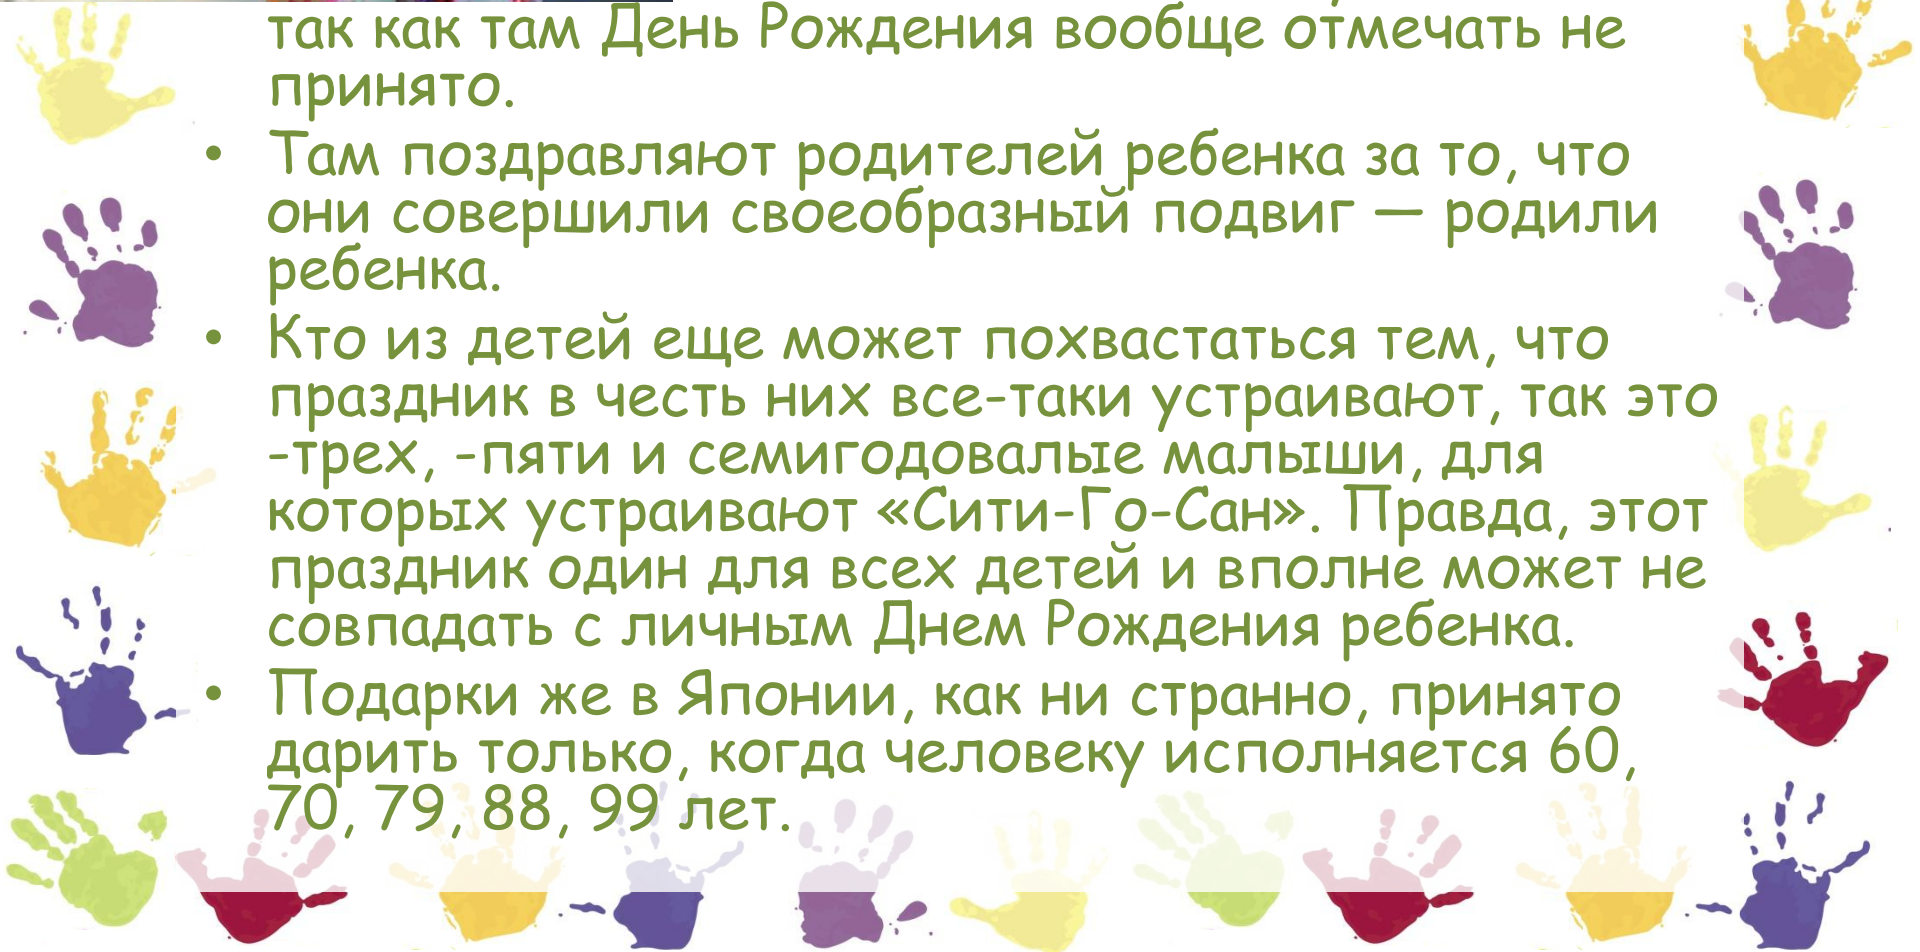 так как там День Рождения вообще отмечать не
принято.
• Там поздравляют родителей ребенка за то, что
они совершили своеобразный подвиг — родили
ребенка.
• Кто из детей еще может похвастаться тем, что
праздник в честь них все-таки устраивают, так это
-трех, -пяти и семигодовалые малыши, для
которых устраивают «Сити-Го-Сан». Правда, этот
праздник один для всех детей и вполне может не
совпадать с личным Днем Рождения ребенка.
• Подарки же в Японии, как ни странно, принято
дарить только, когда человеку исполняется 60,
70, 79, 88, 99 лет.